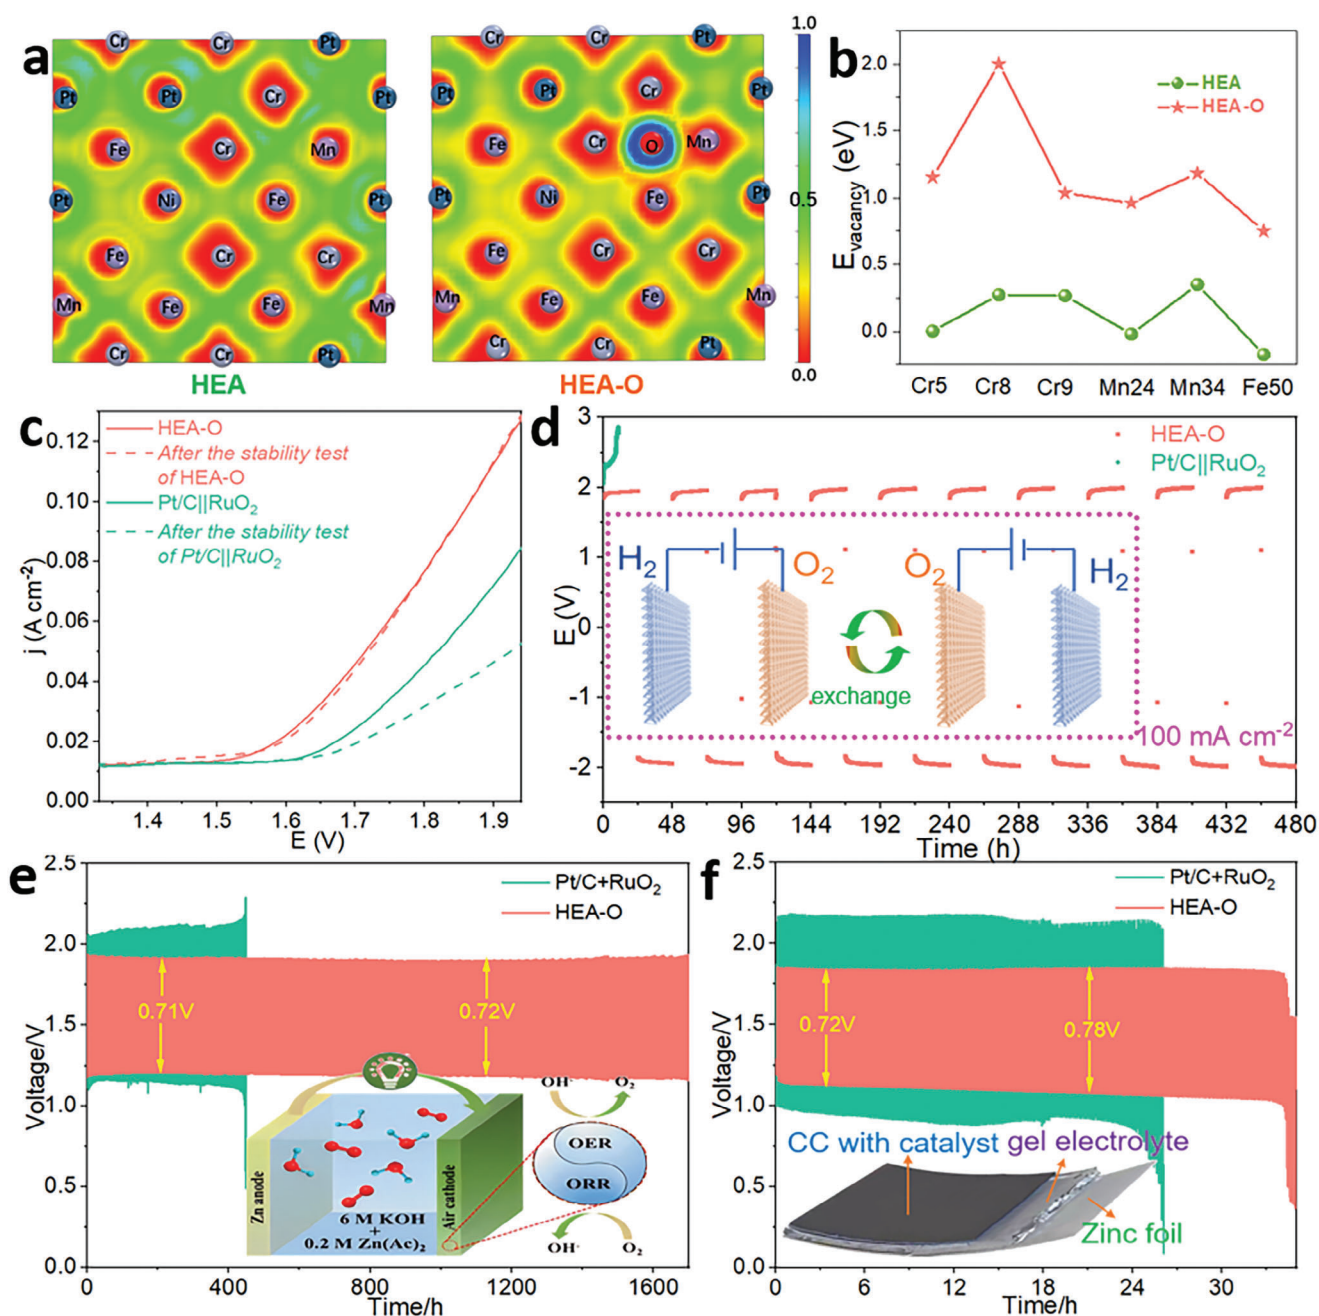 a
Cr Cr Pt
Pt Pt Cr Pt
Fe Cr Mn
Pt Ni Fe Pt
Fe Cr Cr
Mn Fe Fe Mn
Cr Cr Pt
HEA
Cr Cr Pt
Pt Cr Pt
Fe Cr O Mn
Pt Ni Fe Pt
Fe Cr Cr
Mn Fe Fe Mn
Cr Cr Pt
HEA-O
1.0
0.5
0.0
b
HEA
HEA-O
E_vacancy (eV)
2.0
1.5
1.0
0.5
0.0
Cr5 Cr8 Cr9 Mn24 Mn34 Fe50
c
HEA-O
After the stability test
of HEA-O
Pt/C||RuO₂
After the stability test
of Pt/C||RuO₂
j (A cm⁻²)
0.12
0.10
0.08
0.06
0.04
0.02
0.00
1.4 1.5 1.6 1.7 1.8 1.9
E (V)
d
HEA-O
Pt/C||RuO₂
E (V)
3
2
1
0
-1
-2
H₂ O₂ O₂ H₂
exchange
100 mA cm⁻²
0 48 96 144 192 240 288 336 384 432 480
Time (h)
e
Pt/C+RuO₂
HEA-O
Voltage/V
2.5
2.0
1.5
1.0
0.5
0.0
0.71V 0.72V
Zn anode
6 M KOH
+
0.2 M Zn(Ac)₂
Air cathode
OH⁻ O₂
OER
ORR
OH⁻ O₂
0 400 800 1200 1600
Time/h
f
Pt/C+RuO₂
HEA-O
Voltage/V
2.5
2.0
1.5
1.0
0.5
0.0
0.72V 0.78V
CC with catalyst gel electrolyte
Zinc foil
0 6 12 18 24 30
Time/h